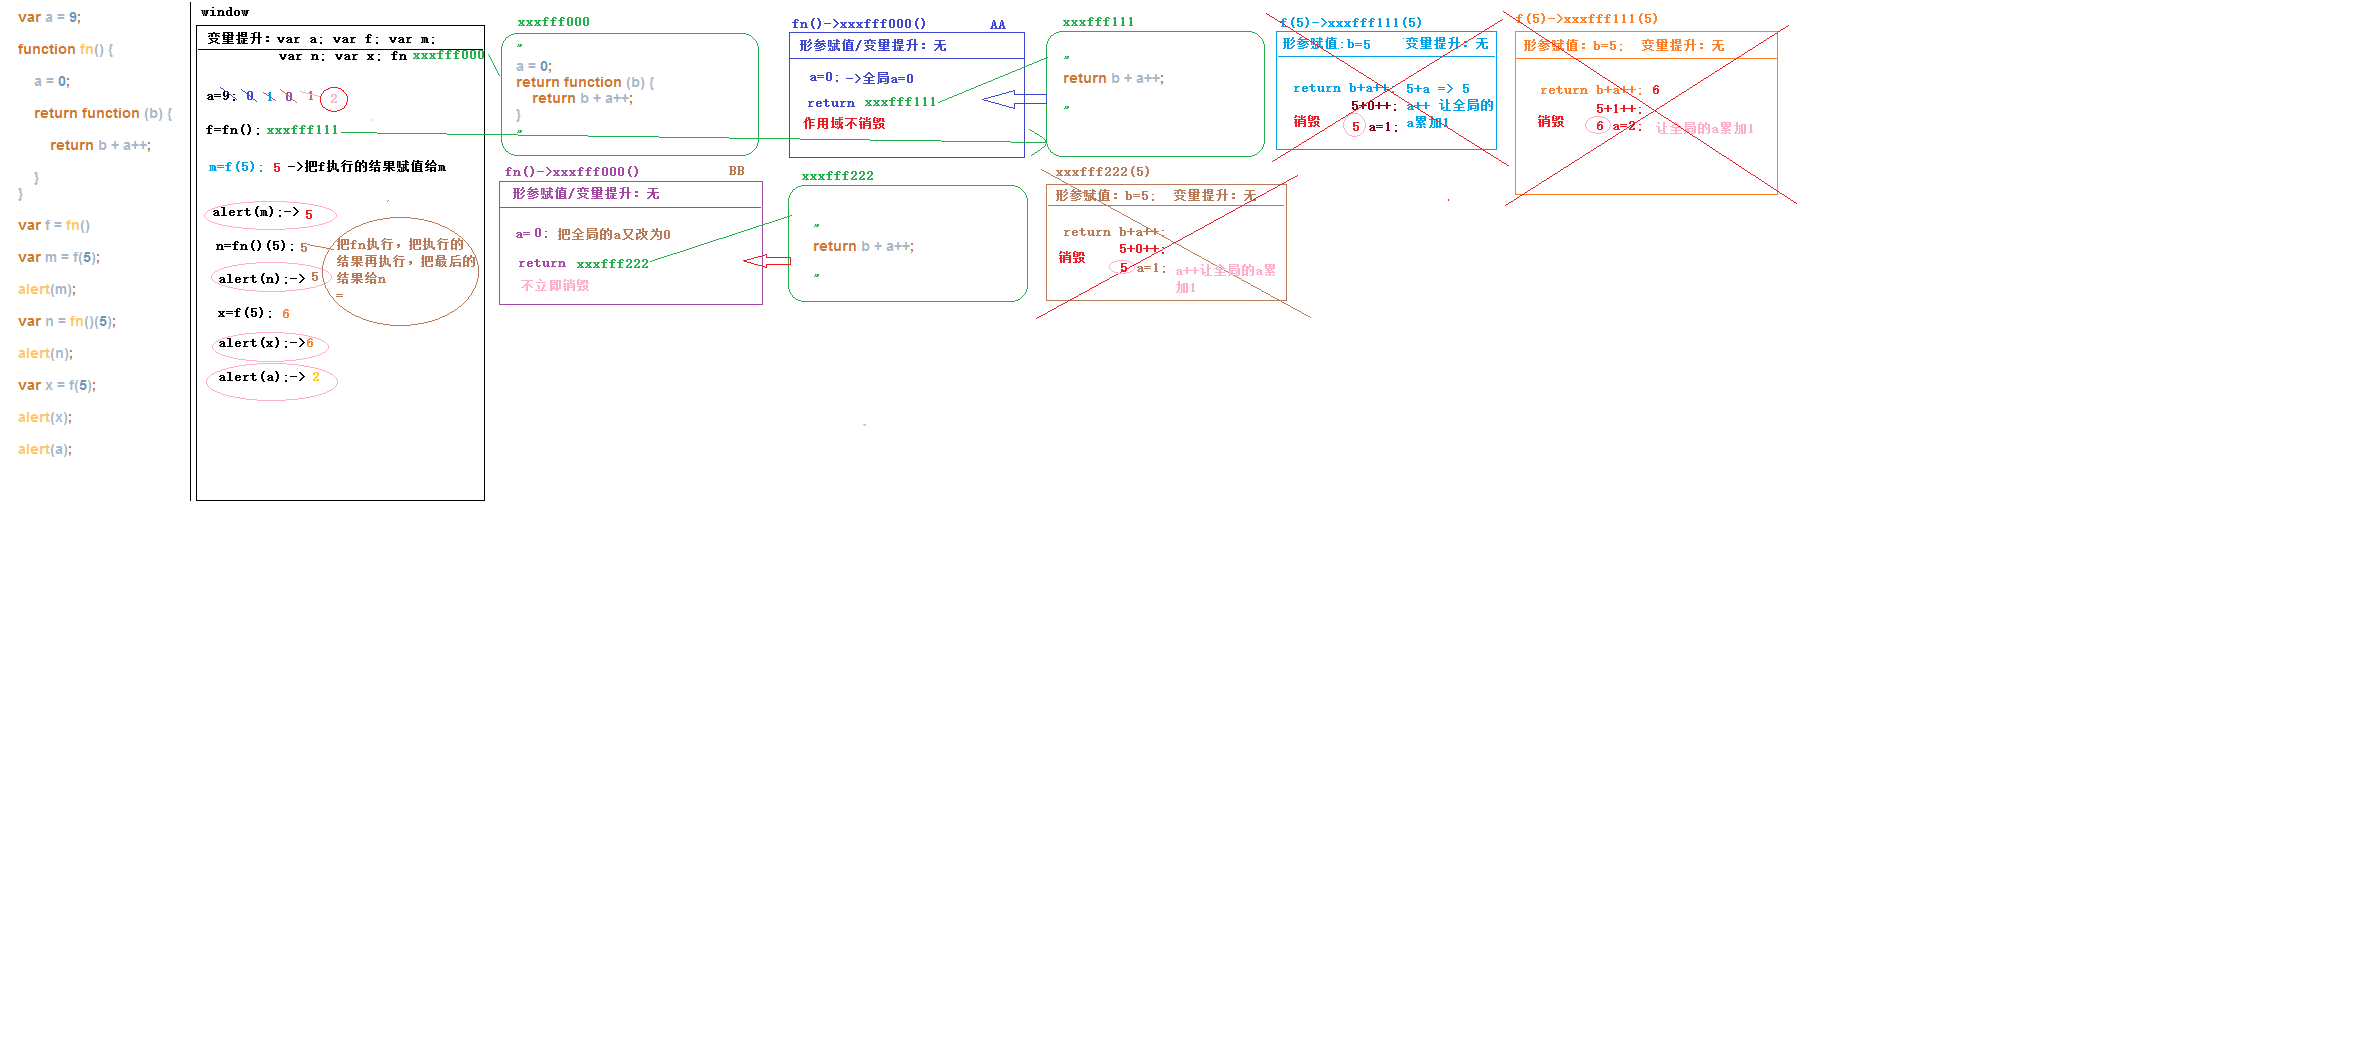 var a = 9;
function fn() {
a = 0;
return function (b) {
return b + a++;
}
}
var f = fn()
var m = f(5);
alert(m);
var n = fn()(5);
alert(n);
var x = f(5);
alert(x);
alert(a);
window
变量提升: var a; var f; var m;
var n; var x; fn xxxfff000
a=9; 0 1 0 1 2
f=fn(); xxxfff111
m=f(5); 5 ->把f执行的结果赋值给m
alert(m);-> 5
n=fn()(5); 5
把fn执行，把执行的
结果再执行，把最后的
结果给n
=
alert(n);-> 5
x=f(5); 6
alert(x);->6
alert(a);-> 2
xxxfff000
"
a = 0;
return function (b) {
return b + a++;
}
"
fn()->xxxfff000() AA
形参赋值/变量提升: 无
a=0; ->全局a=0
return xxxfff111
作用域不销毁
xxxfff111
"
return b + a++;
"
f(5)->xxxfff111(5)
形参赋值:b=5 变量提升: 无
return b+a++; 5+a => 5
5+0++; a++ 让全局的
销毁 5 a=1; a累加1
f(5)->xxxfff111(5)
形参赋值: b=5; 变量提升: 无
return b+a++; 6
5+1++;
销毁 6 a=2; 让全局的a累加1
fn()->xxxfff000() BB
形参赋值/变量提升: 无
a= 0; 把全局的a又改为0
return xxxfff222
不立即销毁
xxxfff222
"
return b + a++;
"
xxxfff222(5)
形参赋值: b=5; 变量提升: 无
return b+a++;
5+0++;
销毁
5 a=1; a++让全局的a累
加1